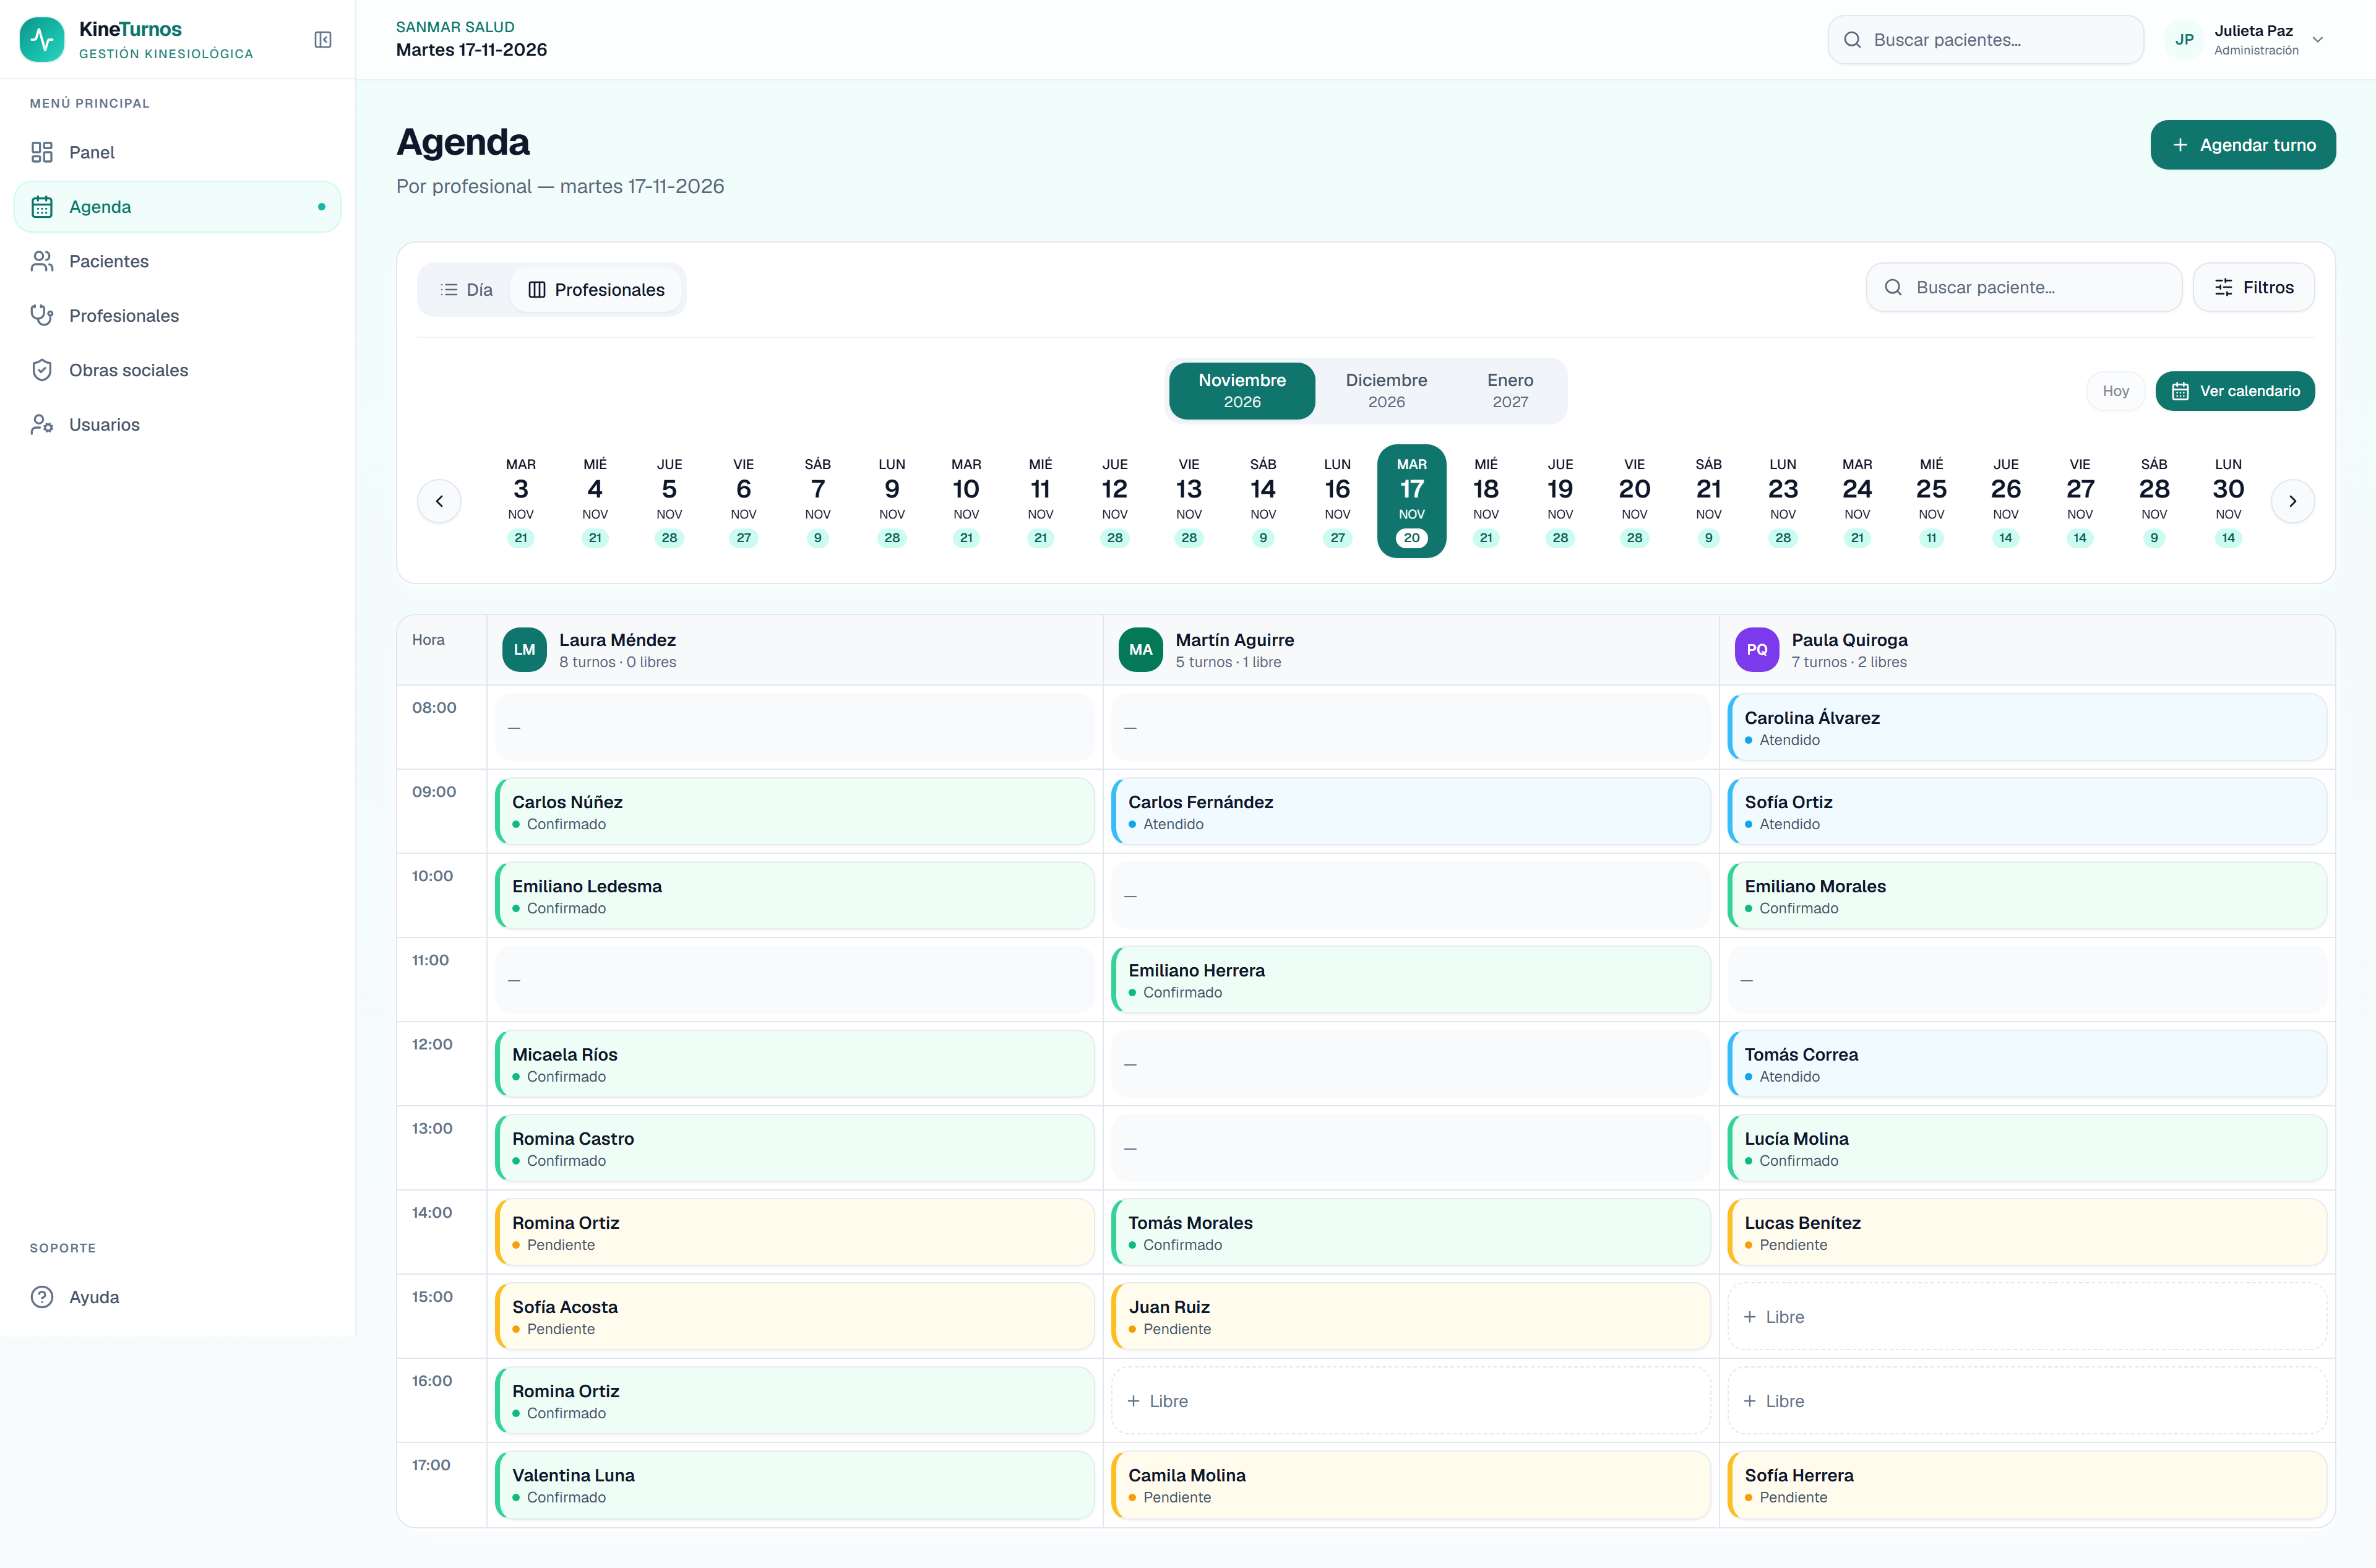 KineTurnos
GESTIÓN KINESIOLÓGICA
MENÚ PRINCIPAL
Panel
Agenda
Pacientes
Profesionales
Obras sociales
Usuarios
SOPORTE
Ayuda
SANMAR SALUD
Martes 17-11-2026
Buscar pacientes...
JP
Julieta Paz
Administración
Agenda
Por profesional — martes 17-11-2026
+ Agendar turno
Día
Profesionales
Buscar paciente...
Filtros
Noviembre
2026
Diciembre
2026
Enero
2027
Hoy
Ver calendario
MAR 3 NOV 21
MIÉ 4 NOV 21
JUE 5 NOV 28
VIE 6 NOV 27
SÁB 7 NOV 9
LUN 9 NOV 28
MAR 10 NOV 21
MIÉ 11 NOV 21
JUE 12 NOV 28
VIE 13 NOV 28
SÁB 14 NOV 9
LUN 16 NOV 27
MAR 17 NOV 20
MIÉ 18 NOV 21
JUE 19 NOV 28
VIE 20 NOV 28
SÁB 21 NOV 9
LUN 23 NOV 28
MAR 24 NOV 21
MIÉ 25 NOV 11
JUE 26 NOV 14
VIE 27 NOV 14
SÁB 28 NOV 9
LUN 30 NOV 14
Hora
LM
Laura Méndez
8 turnos · 0 libres
MA
Martín Aguirre
5 turnos · 1 libre
PQ
Paula Quiroga
7 turnos · 2 libres
08:00
—
—
Carolina Álvarez
Atendido
09:00
Carlos Núñez
Confirmado
Carlos Fernández
Atendido
Sofía Ortiz
Atendido
10:00
Emiliano Ledesma
Confirmado
—
Emiliano Morales
Confirmado
11:00
—
Emiliano Herrera
Confirmado
—
12:00
Micaela Ríos
Confirmado
—
Tomás Correa
Atendido
13:00
Romina Castro
Confirmado
—
Lucía Molina
Confirmado
14:00
Romina Ortiz
Pendiente
Tomás Morales
Confirmado
Lucas Benítez
Pendiente
15:00
Sofía Acosta
Pendiente
Juan Ruiz
Pendiente
+ Libre
16:00
Romina Ortiz
Confirmado
+ Libre
+ Libre
17:00
Valentina Luna
Confirmado
Camila Molina
Pendiente
Sofía Herrera
Pendiente